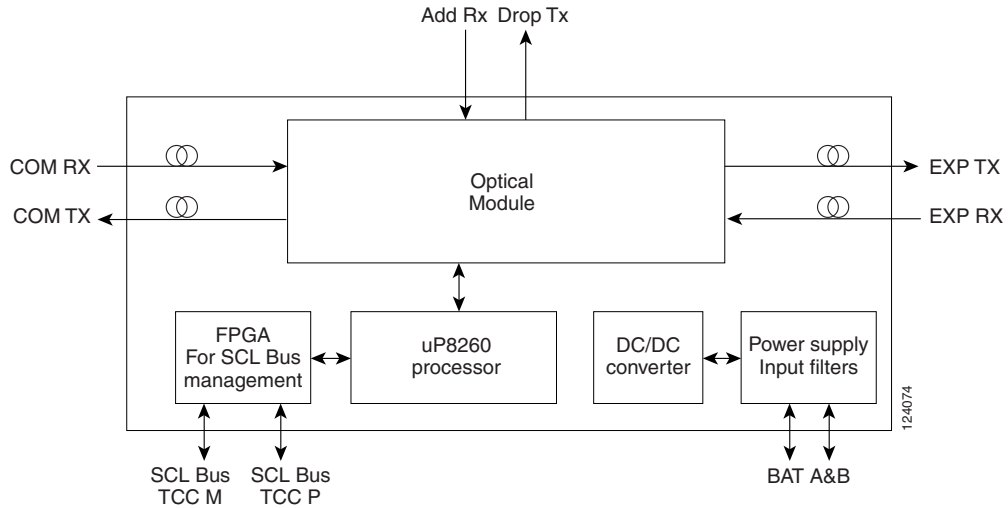 Add Rx Drop Tx
COM RX
COM TX
Optical
Module
EXP TX
EXP RX
FPGA
For SCL Bus
management
uP8260
processor
DC/DC
converter
Power supply
Input filters
124074
SCL Bus
TCC M
SCL Bus
TCC P
BAT A&B